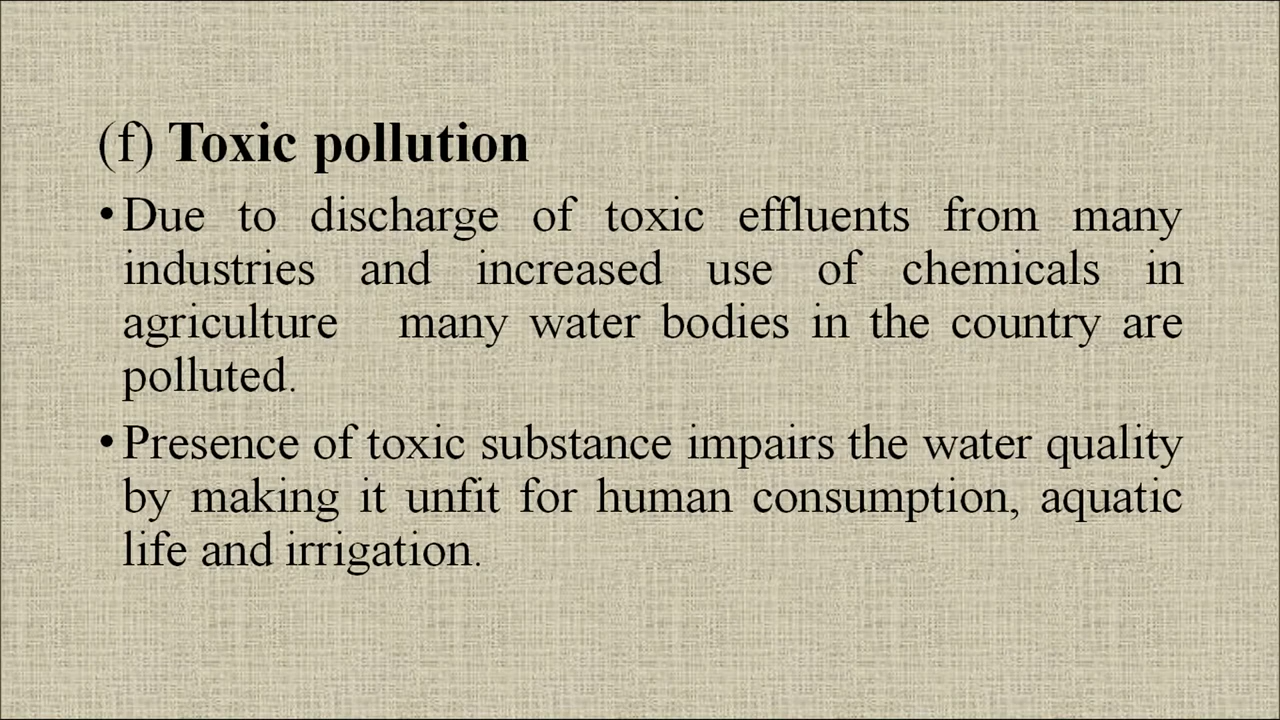 (f) Toxic pollution
• Due to discharge of toxic effluents from many
industries and increased use of chemicals in
agriculture many water bodies in the country are
polluted.
• Presence of toxic substance impairs the water quality
by making it unfit for human consumption, aquatic
life and irrigation.